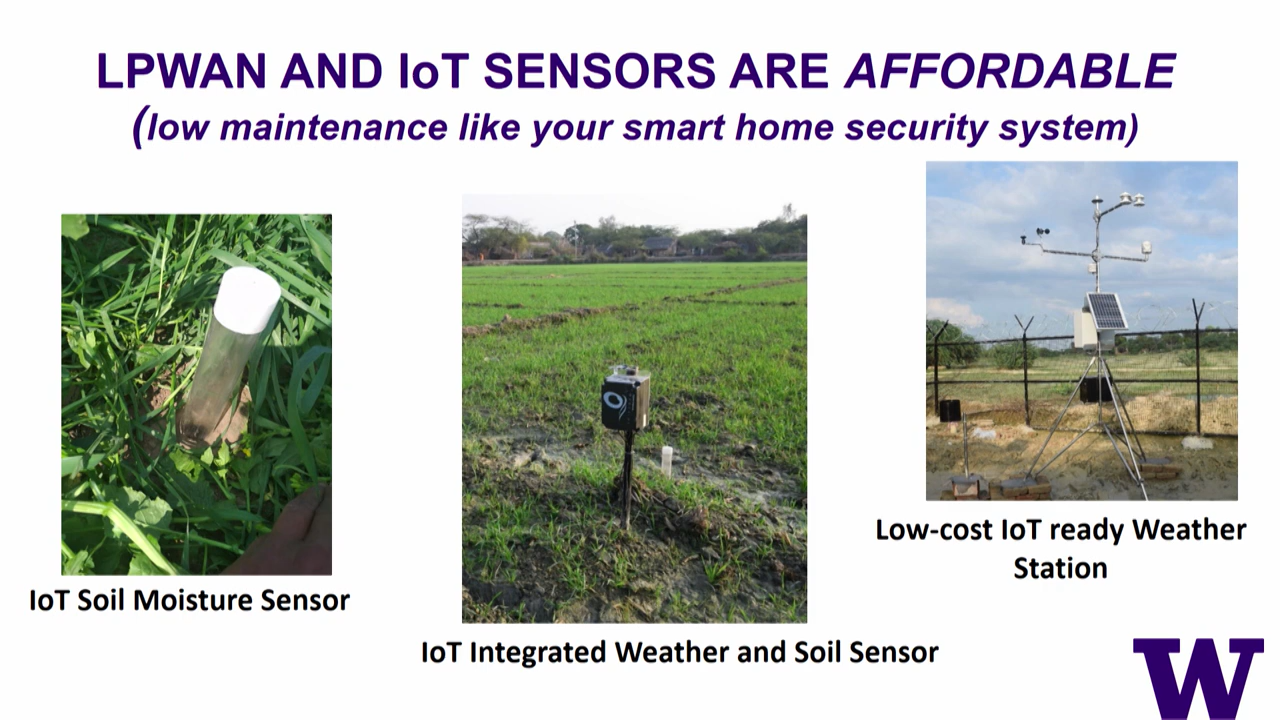 LPWAN AND IoT SENSORS ARE AFFORDABLE
(low maintenance like your smart home security system)
IoT Soil Moisture Sensor
IoT Integrated Weather and Soil Sensor
Low-cost IoT ready Weather
Station
W